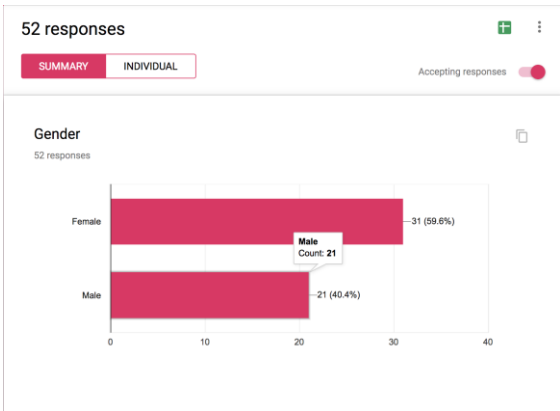 52 responses
SUMMARY INDIVIDUAL
Accepting responses
Gender
52 responses
Female
31 (59.6%)
Male
Count: 21
Male
21 (40.4%)
0 10 20 30 40